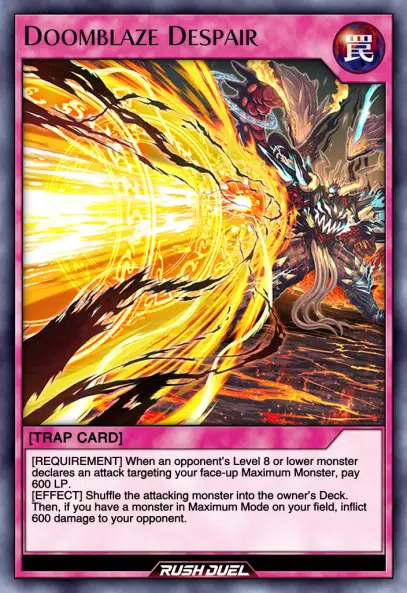 Doomblaze Despair
罠
[TRAP CARD]
[REQUIREMENT] When an opponent's Level 8 or lower monster
declares an attack targeting your face-up Maximum Monster, pay
600 LP.
[EFFECT] Shuffle the attacking monster into the owner's Deck.
Then, if you have a monster in Maximum Mode on your field, inflict
600 damage to your opponent.
RUSH DUEL